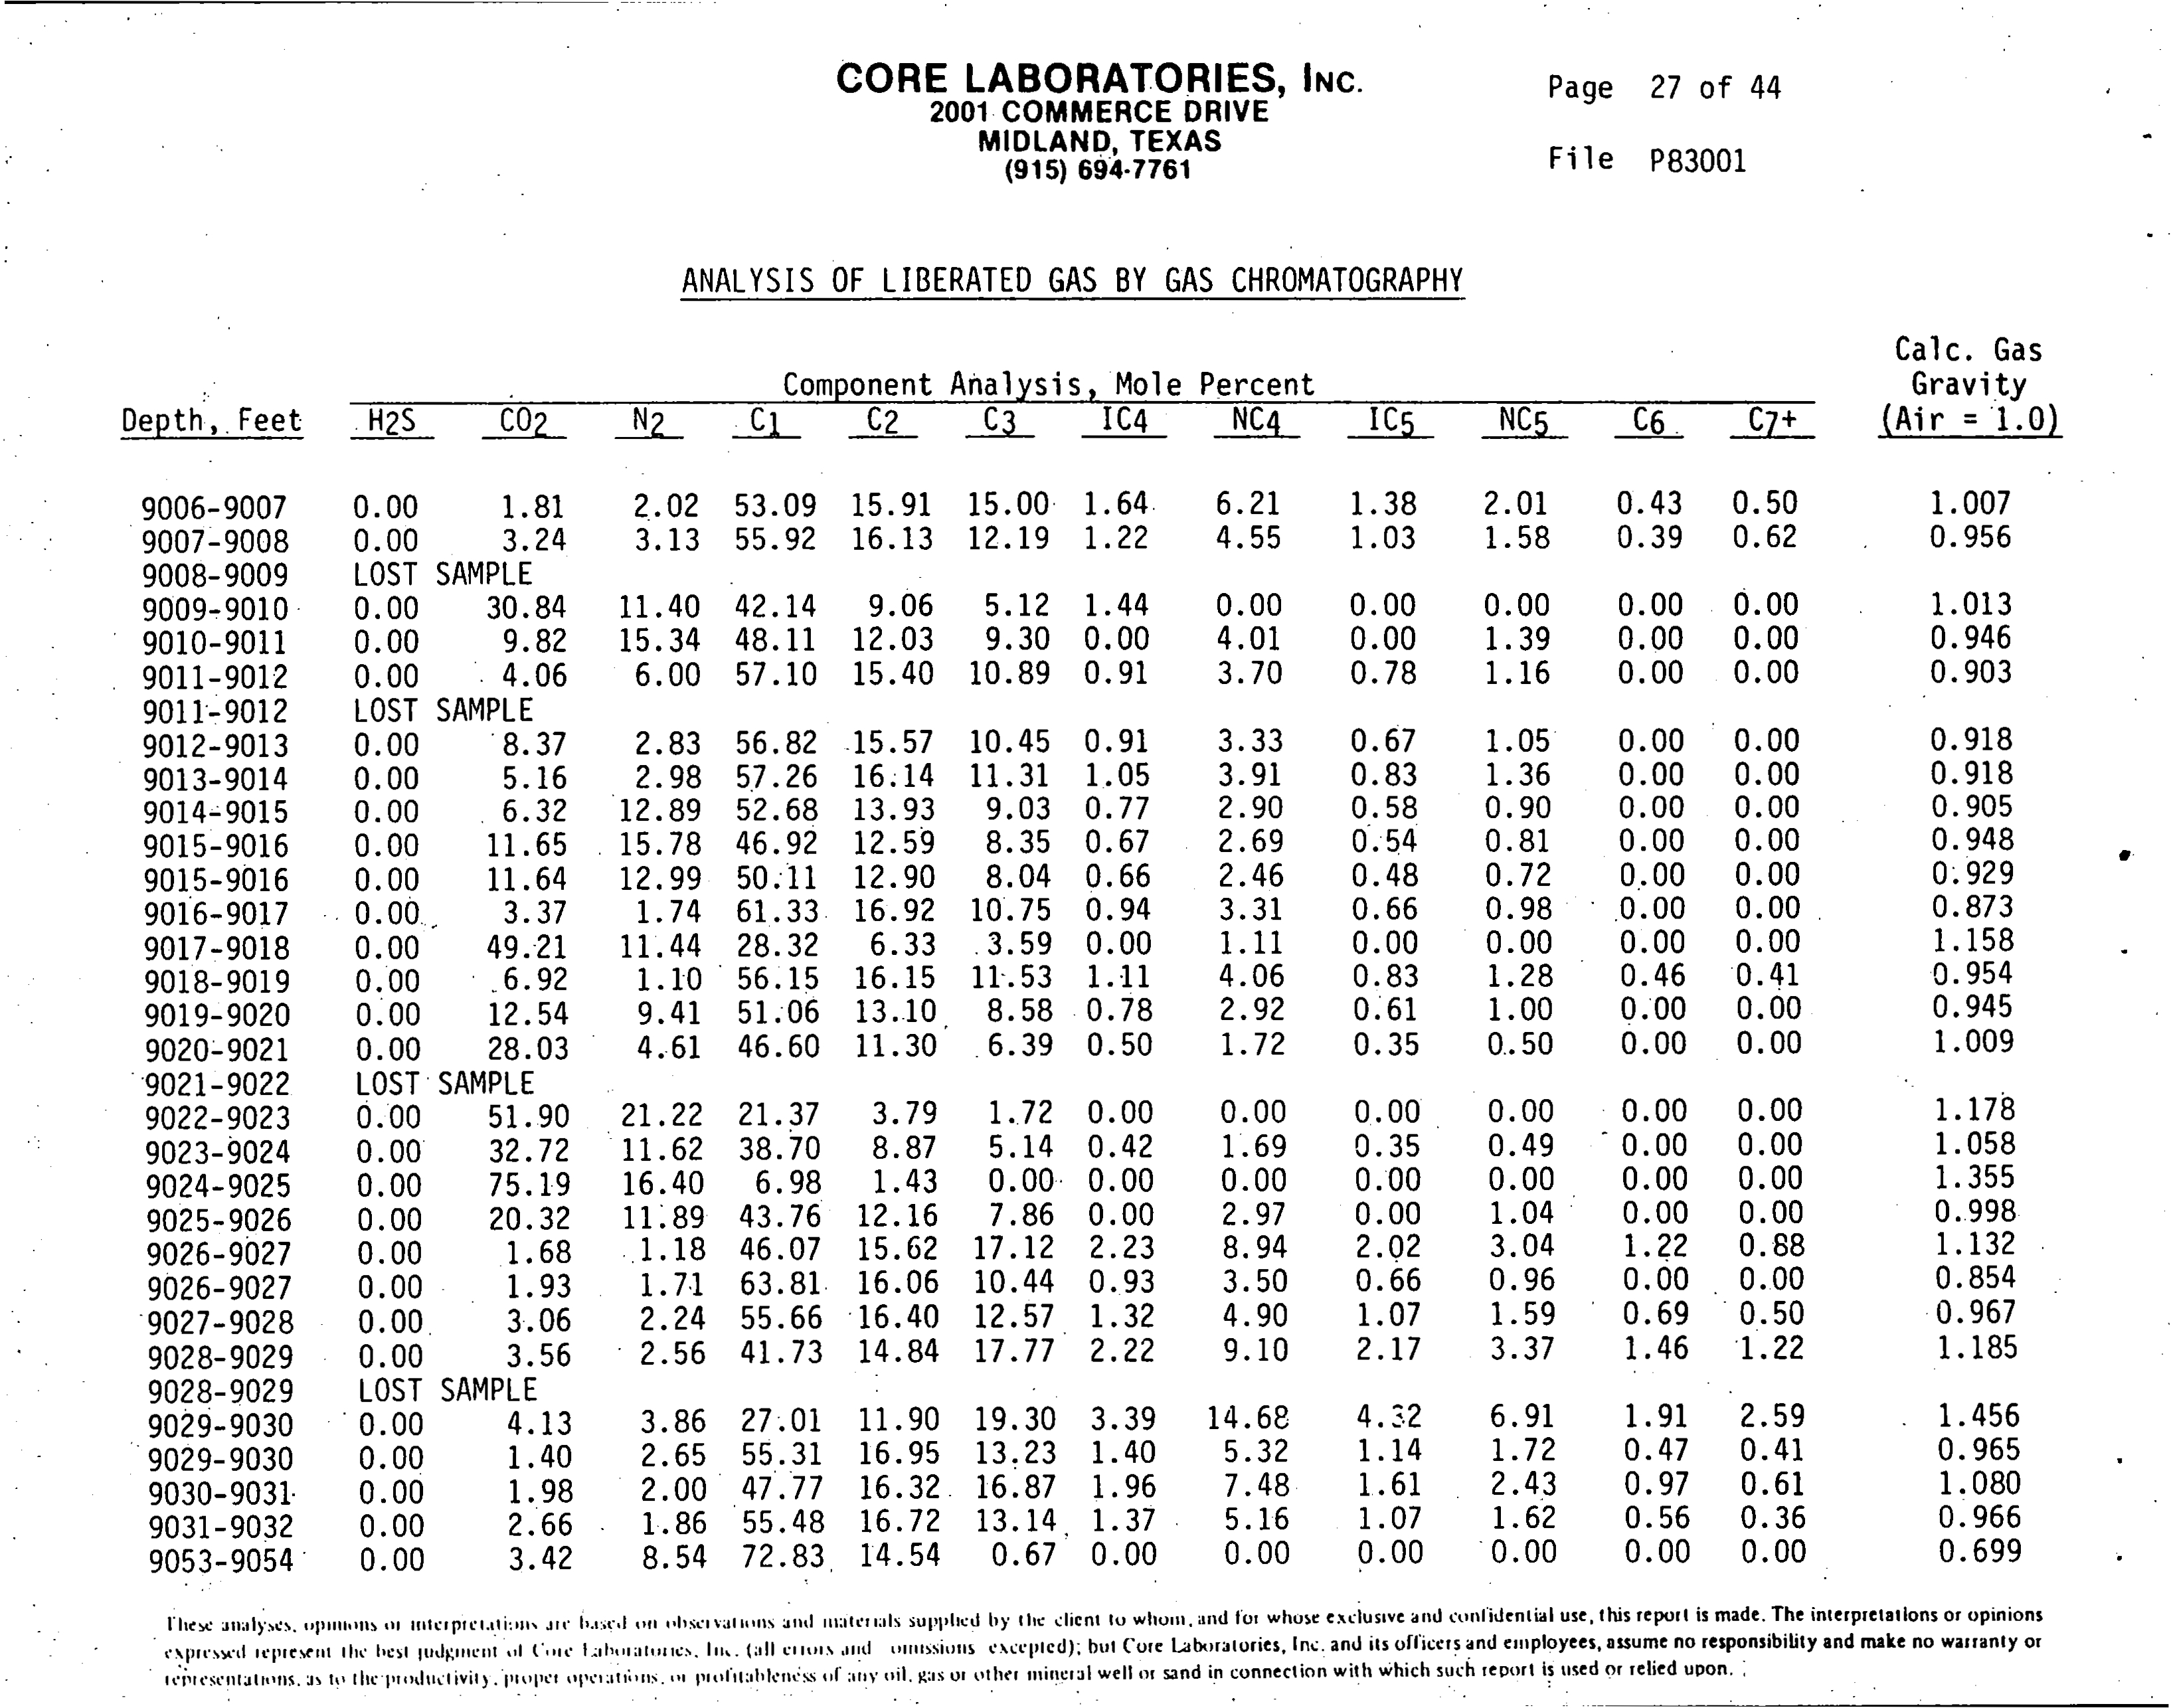 CORE LABORATORIES, INC.
2001 COMMERCE DRIVE
MIDLAND, TEXAS
(915) 694-7761
Page 27 of 44
File P83001
ANALYSIS OF LIBERATED GAS BY GAS CHROMATOGRAPHY
Calc. Gas
Component Analysis, Mole Percent Gravity
Depth, Feet H2S CO2 N2 C1 C2 C3 IC4 NC4 IC5 NC5 C6 C7+ (Air = 1.0)
9006-9007 0.00 1.81 2.02 53.09 15.91 15.00 1.64 6.21 1.38 2.01 0.43 0.50 1.007
9007-9008 0.00 3.24 3.13 55.92 16.13 12.19 1.22 4.55 1.03 1.58 0.39 0.62 0.956
9008-9009 LOST SAMPLE
9009-9010 0.00 30.84 11.40 42.14 9.06 5.12 1.44 0.00 0.00 0.00 0.00 0.00 1.013
9010-9011 0.00 9.82 15.34 48.11 12.03 9.30 0.00 4.01 0.00 1.39 0.00 0.00 0.946
9011-9012 0.00 4.06 6.00 57.10 15.40 10.89 0.91 3.70 0.78 1.16 0.00 0.00 0.903
9011-9012 LOST SAMPLE
9012-9013 0.00 8.37 2.83 56.82 15.57 10.45 0.91 3.33 0.67 1.05 0.00 0.00 0.918
9013-9014 0.00 5.16 2.98 57.26 16.14 11.31 1.05 3.91 0.83 1.36 0.00 0.00 0.918
9014-9015 0.00 6.32 12.89 52.68 13.93 9.03 0.77 2.90 0.58 0.90 0.00 0.00 0.905
9015-9016 0.00 11.65 15.78 46.92 12.59 8.35 0.67 2.69 0.54 0.81 0.00 0.00 0.948
9015-9016 0.00 11.64 12.99 50.11 12.90 8.04 0.66 2.46 0.48 0.72 0.00 0.00 0.929
9016-9017 0.00 3.37 1.74 61.33 16.92 10.75 0.94 3.31 0.66 0.98 0.00 0.00 0.873
9017-9018 0.00 49.21 11.44 28.32 6.33 3.59 0.00 1.11 0.00 0.00 0.00 0.00 1.158
9018-9019 0.00 6.92 1.10 56.15 16.15 11.53 1.11 4.06 0.83 1.28 0.46 0.41 0.954
9019-9020 0.00 12.54 9.41 51.06 13.10 8.58 0.78 2.92 0.61 1.00 0.00 0.00 0.945
9020-9021 0.00 28.03 4.61 46.60 11.30 6.39 0.50 1.72 0.35 0.50 0.00 0.00 1.009
9021-9022 LOST SAMPLE
9022-9023 0.00 51.90 21.22 21.37 3.79 1.72 0.00 0.00 0.00 0.00 0.00 0.00 1.178
9023-9024 0.00 32.72 11.62 38.70 8.87 5.14 0.42 1.69 0.35 0.49 0.00 0.00 1.058
9024-9025 0.00 75.19 16.40 6.98 1.43 0.00 0.00 0.00 0.00 0.00 0.00 0.00 1.355
9025-9026 0.00 20.32 11.89 43.76 12.16 7.86 0.00 2.97 0.00 1.04 0.00 0.00 0.998
9026-9027 0.00 1.68 1.18 46.07 15.62 17.12 2.23 8.94 2.02 3.04 1.22 0.88 1.132
9026-9027 0.00 1.93 1.71 63.81 16.06 10.44 0.93 3.50 0.66 0.96 0.00 0.00 0.854
9027-9028 0.00 3.06 2.24 55.66 16.40 12.57 1.32 4.90 1.07 1.59 0.69 0.50 0.967
9028-9029 0.00 3.56 2.56 41.73 14.84 17.77 2.22 9.10 2.17 3.37 1.46 1.22 1.185
9028-9029 LOST SAMPLE
9029-9030 0.00 4.13 3.86 27.01 11.90 19.30 3.39 14.68 4.32 6.91 1.91 2.59 1.456
9029-9030 0.00 1.40 2.65 55.31 16.95 13.23 1.40 5.32 1.14 1.72 0.47 0.41 0.965
9030-9031 0.00 1.98 2.00 47.77 16.32 16.87 1.96 7.48 1.61 2.43 0.97 0.61 1.080
9031-9032 0.00 2.66 1.86 55.48 16.72 13.14 1.37 5.16 1.07 1.62 0.56 0.36 0.966
9053-9054 0.00 3.42 8.54 72.83 14.54 0.67 0.00 0.00 0.00 0.00 0.00 0.00 0.699
These analyses, opinions or interpretations are based on observations and materials supplied by the client to whom, and for whose exclusive and confidential use, this report is made. The interpretations or opinions
expressed represent the best judgment of Core Laboratories, Inc. (all errors and omissions excepted); but Core Laboratories, Inc. and its officers and employees, assume no responsibility and make no warranty or
representations, as to the productivity, proper operations, or profitableness of any oil, gas or other mineral well or sand in connection with which such report is used or relied upon.